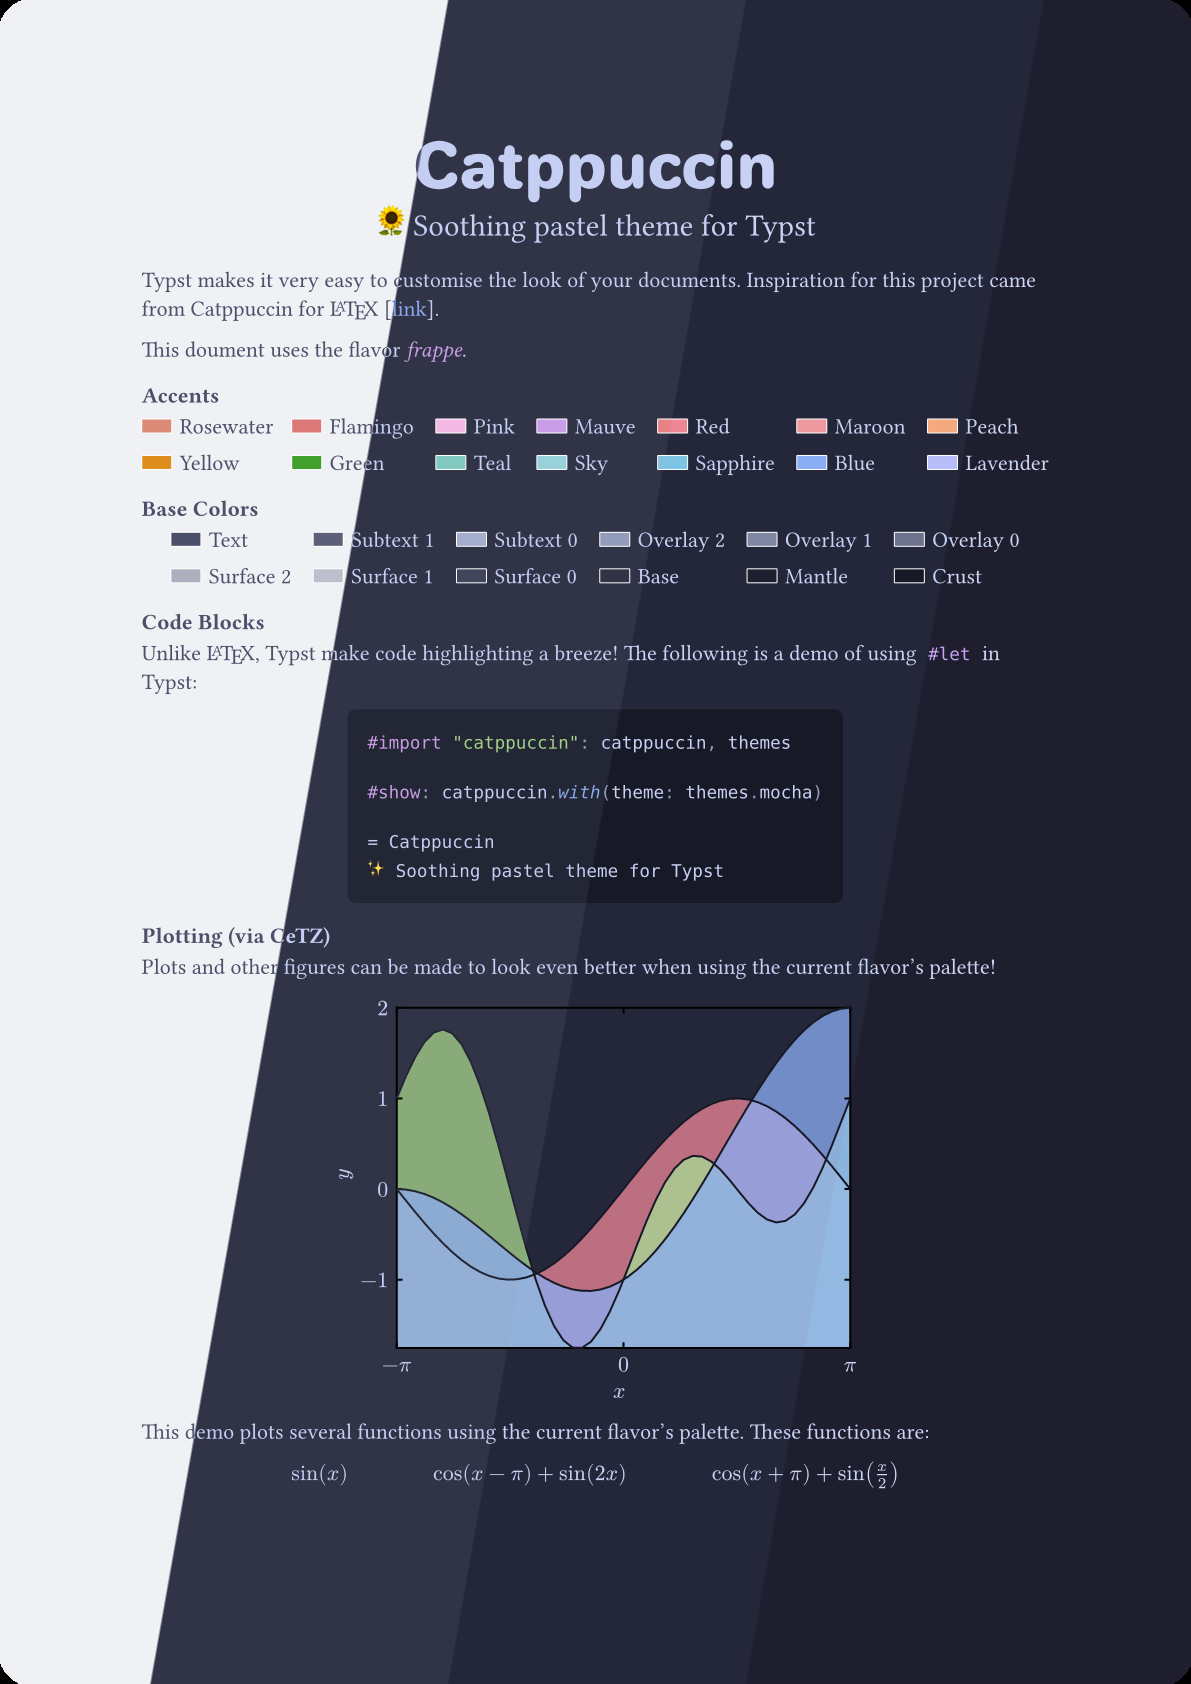 Catppuccin
🌻 Soothing pastel theme for Typst
Typst makes it very easy to customise the look of your documents. Inspiration for this project came
from Catppuccin for LATEX [link].
This doument uses the flavor frappe.
Accents
Rosewater Flamingo Pink Mauve Red Maroon Peach
Yellow Green Teal Sky Sapphire Blue Lavender
Base Colors
Text Subtext 1 Subtext 0 Overlay 2 Overlay 1 Overlay 0
Surface 2 Surface 1 Surface 0 Base Mantle Crust
Code Blocks
Unlike LATEX, Typst make code highlighting a breeze! The following is a demo of using #let in
Typst:
#import "catppuccin": catppuccin, themes
#show: catppuccin.with(theme: themes.mocha)
= Catppuccin
✨ Soothing pastel theme for Typst
Plotting (via CeTZ)
Plots and other figures can be made to look even better when using the current flavor’s palette!
2
1
0
−1
y
−π 0 π
x
This demo plots several functions using the current flavor’s palette. These functions are:
sin(x) cos(x − π) + sin(2x) cos(x + π) + sin(x/2)